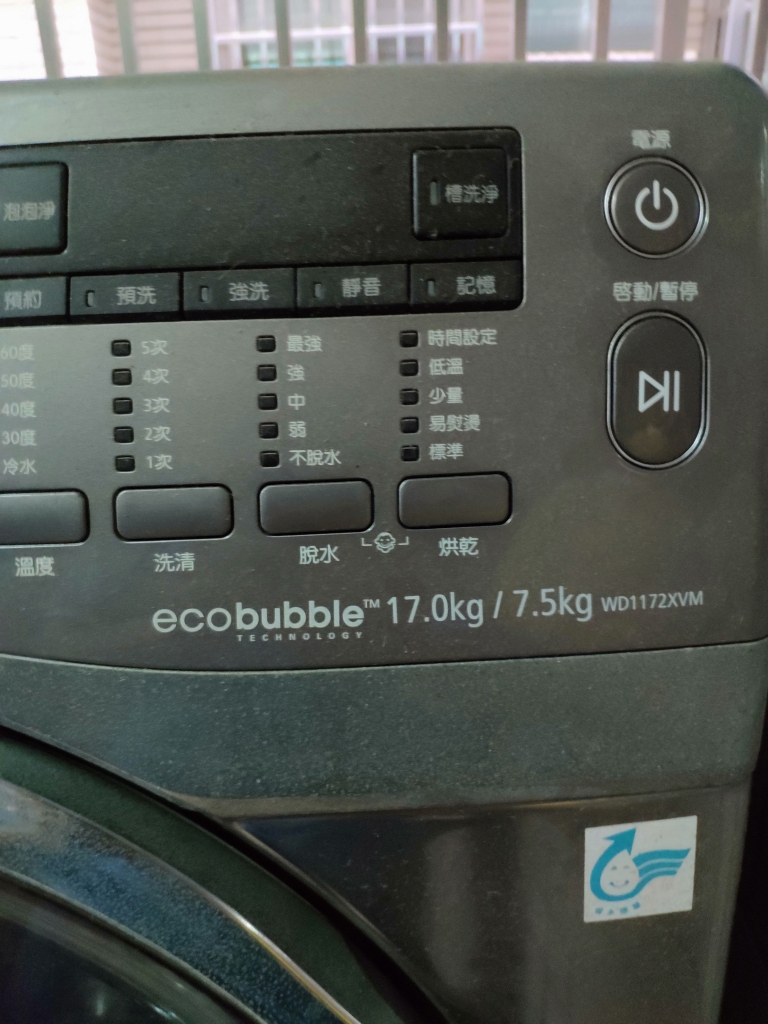 電源
泡泡淨
槽洗淨
預約 預洗 強洗 靜音 記憶
啓動/暫停
60度 5次 最強 時間設定
50度 4次 強 低溫
40度 3次 中 少量
30度 2次 弱 易熨燙
冷水 1次 不脫水 標準
溫度 洗清 脫水 烘乾
ecobubble™ 17.0kg / 7.5kg WD1172XVM
TECHNOLOGY